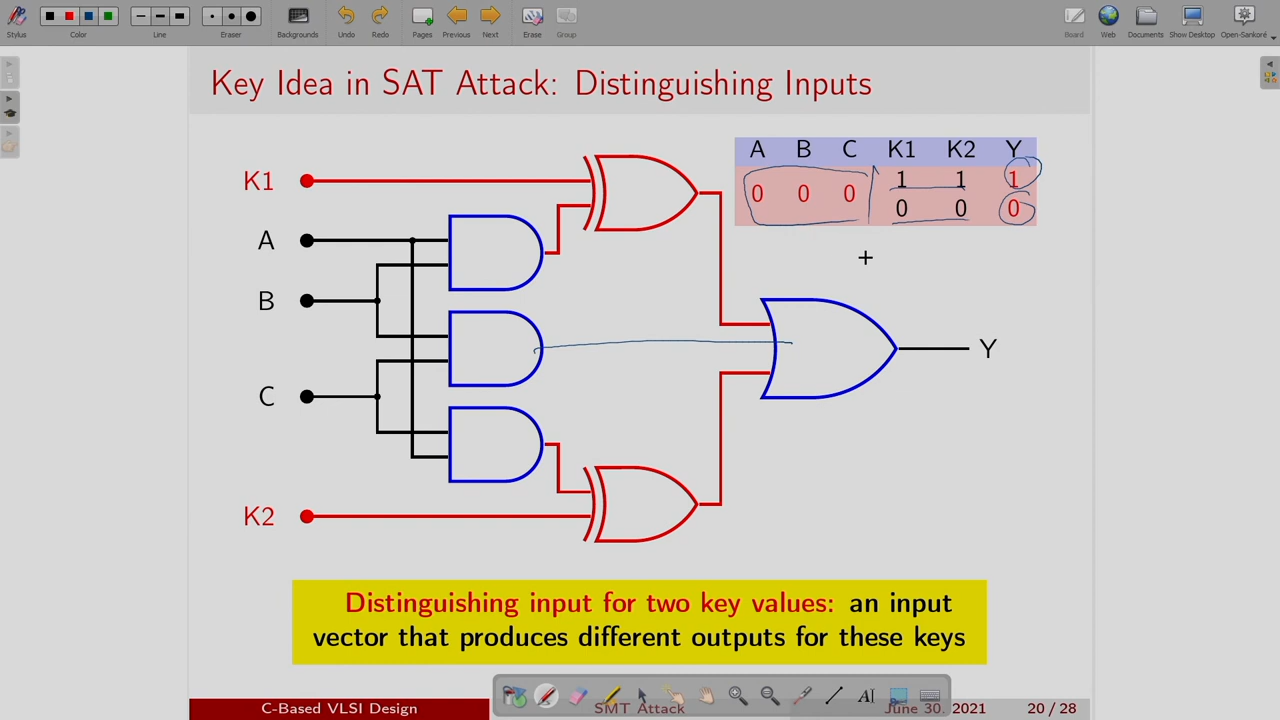 Stylus Color Line Eraser Backgrounds Undo Redo Pages Previous Next Erase Group Board Web Documents Show Desktop Open-Sankoré
Key Idea in SAT Attack: Distinguishing Inputs
A B C K1 K2 Y
1 1 1
0 0 0
0 0 0
K1
A
B
C
K2
+
Y
Distinguishing input for two key values: an input
vector that produces different outputs for these keys
C-Based VLSI Design SMT Attack June 30, 2021 20 / 28